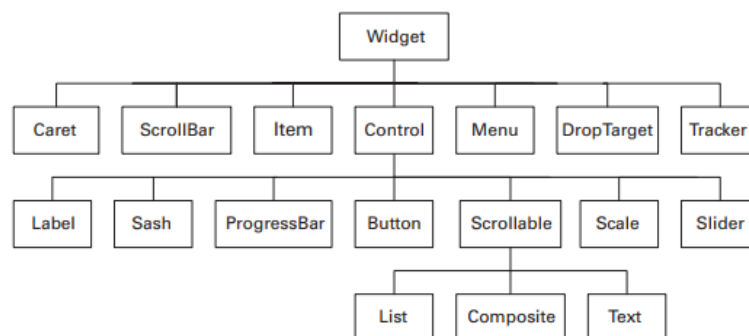 Widget
Caret ScrollBar Item Control Menu DropTarget Tracker
Label Sash ProgressBar Button Scrollable Scale Slider
List Composite Text